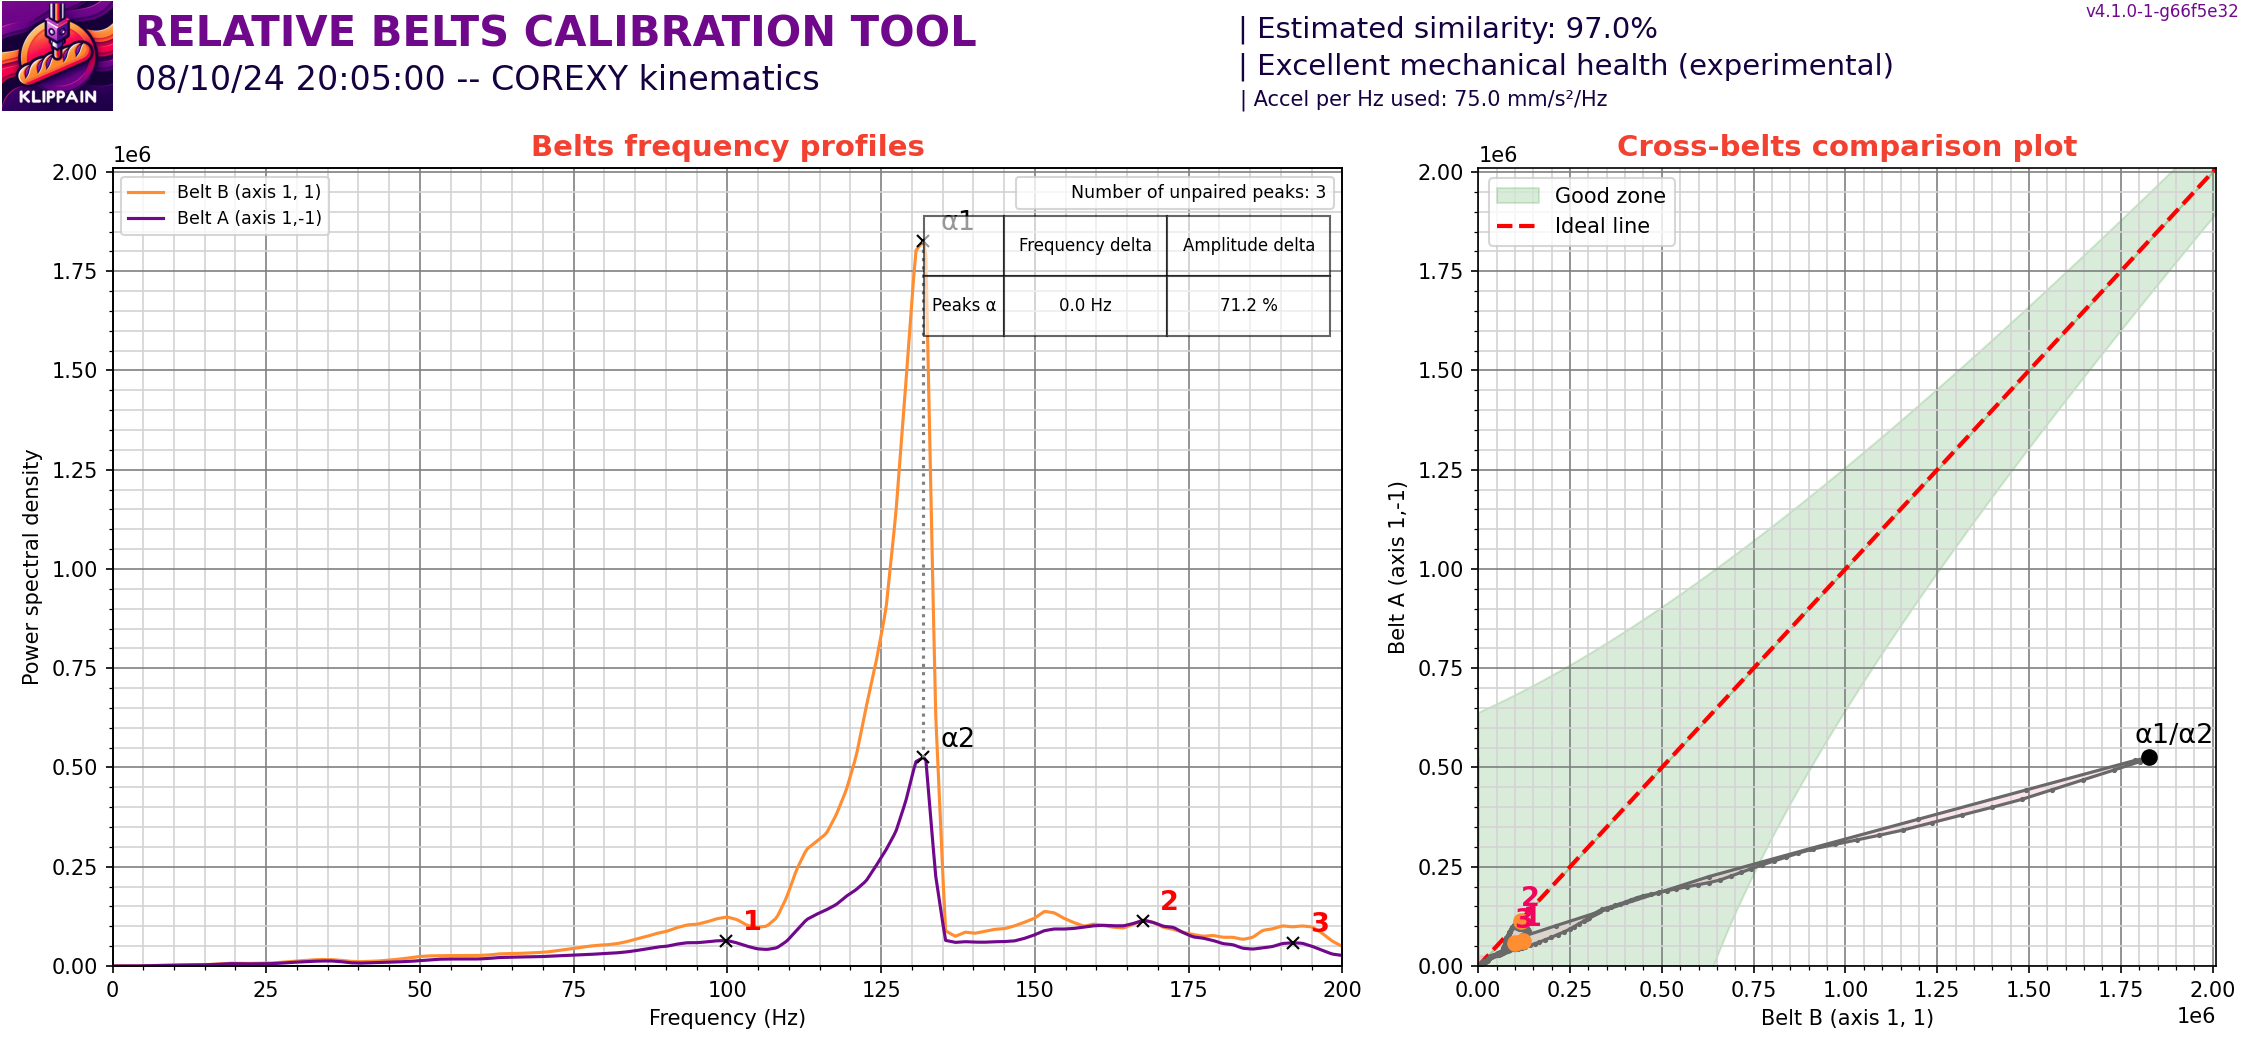 KLIPPAIN
RELATIVE BELTS CALIBRATION TOOL
08/10/24 20:05:00 -- COREXY kinematics
| Estimated similarity: 97.0%
| Excellent mechanical health (experimental)
| Accel per Hz used: 75.0 mm/s²/Hz
v4.1.0-1-g66f5e32
Belts frequency profiles
1e6
Belt B (axis 1, 1)
Belt A (axis 1,-1)
Number of unpaired peaks: 3
α1
Frequency delta Amplitude delta
Peaks α 0.0 Hz 71.2 %
α2
1
2
3
2.00
1.75
1.50
1.25
1.00
0.75
0.50
0.25
0.00
Power spectral density
0 25 50 75 100 125 150 175 200
Frequency (Hz)
Cross-belts comparison plot
1e6
Good zone
Ideal line
α1/α2
2
3 1
2.00
1.75
1.50
1.25
1.00
0.75
0.50
0.25
0.00
Belt A (axis 1,-1)
0.00 0.25 0.50 0.75 1.00 1.25 1.50 1.75 2.00
Belt B (axis 1, 1)
1e6